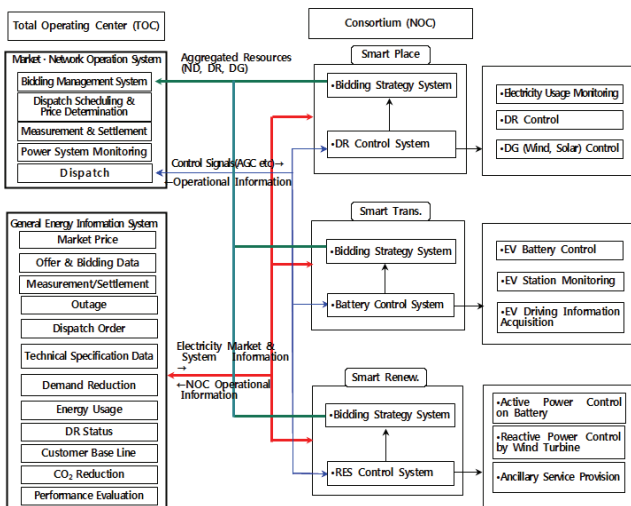 Total Operating Center (TOC)
Consortium (NOC)
Market · Network Operation System
Bidding Management System
Dispatch Scheduling &
Price Determination
Measurement & Settlement
Power System Monitoring
Dispatch
General Energy Information System
Market Price
Offer & Bidding Data
Measurement/Settlement
Outage
Dispatch Order
Technical Specification Data
Demand Reduction
Energy Usage
DR Status
Customer Base Line
CO₂ Reduction
Performance Evaluation
Aggregated Resources
(ND, DR, DG)
Control Signals(AGC etc)→
←Operational Information
Electricity Market &
System Information
→
←NOC Operational
Information
Smart Place
•Bidding Strategy System
•DR Control System
•Electricity Usage Monitoring
•DR Control
•DG (Wind, Solar) Control
Smart Trans.
•Bidding Strategy System
•Battery Control System
•EV Battery Control
•EV Station Monitoring
•EV Driving Information
Acquisition
Smart Renew.
•Bidding Strategy System
•RES Control System
•Active Power Control
on Battery
•Reactive Power Control
by Wind Turbine
•Ancillary Service Provision